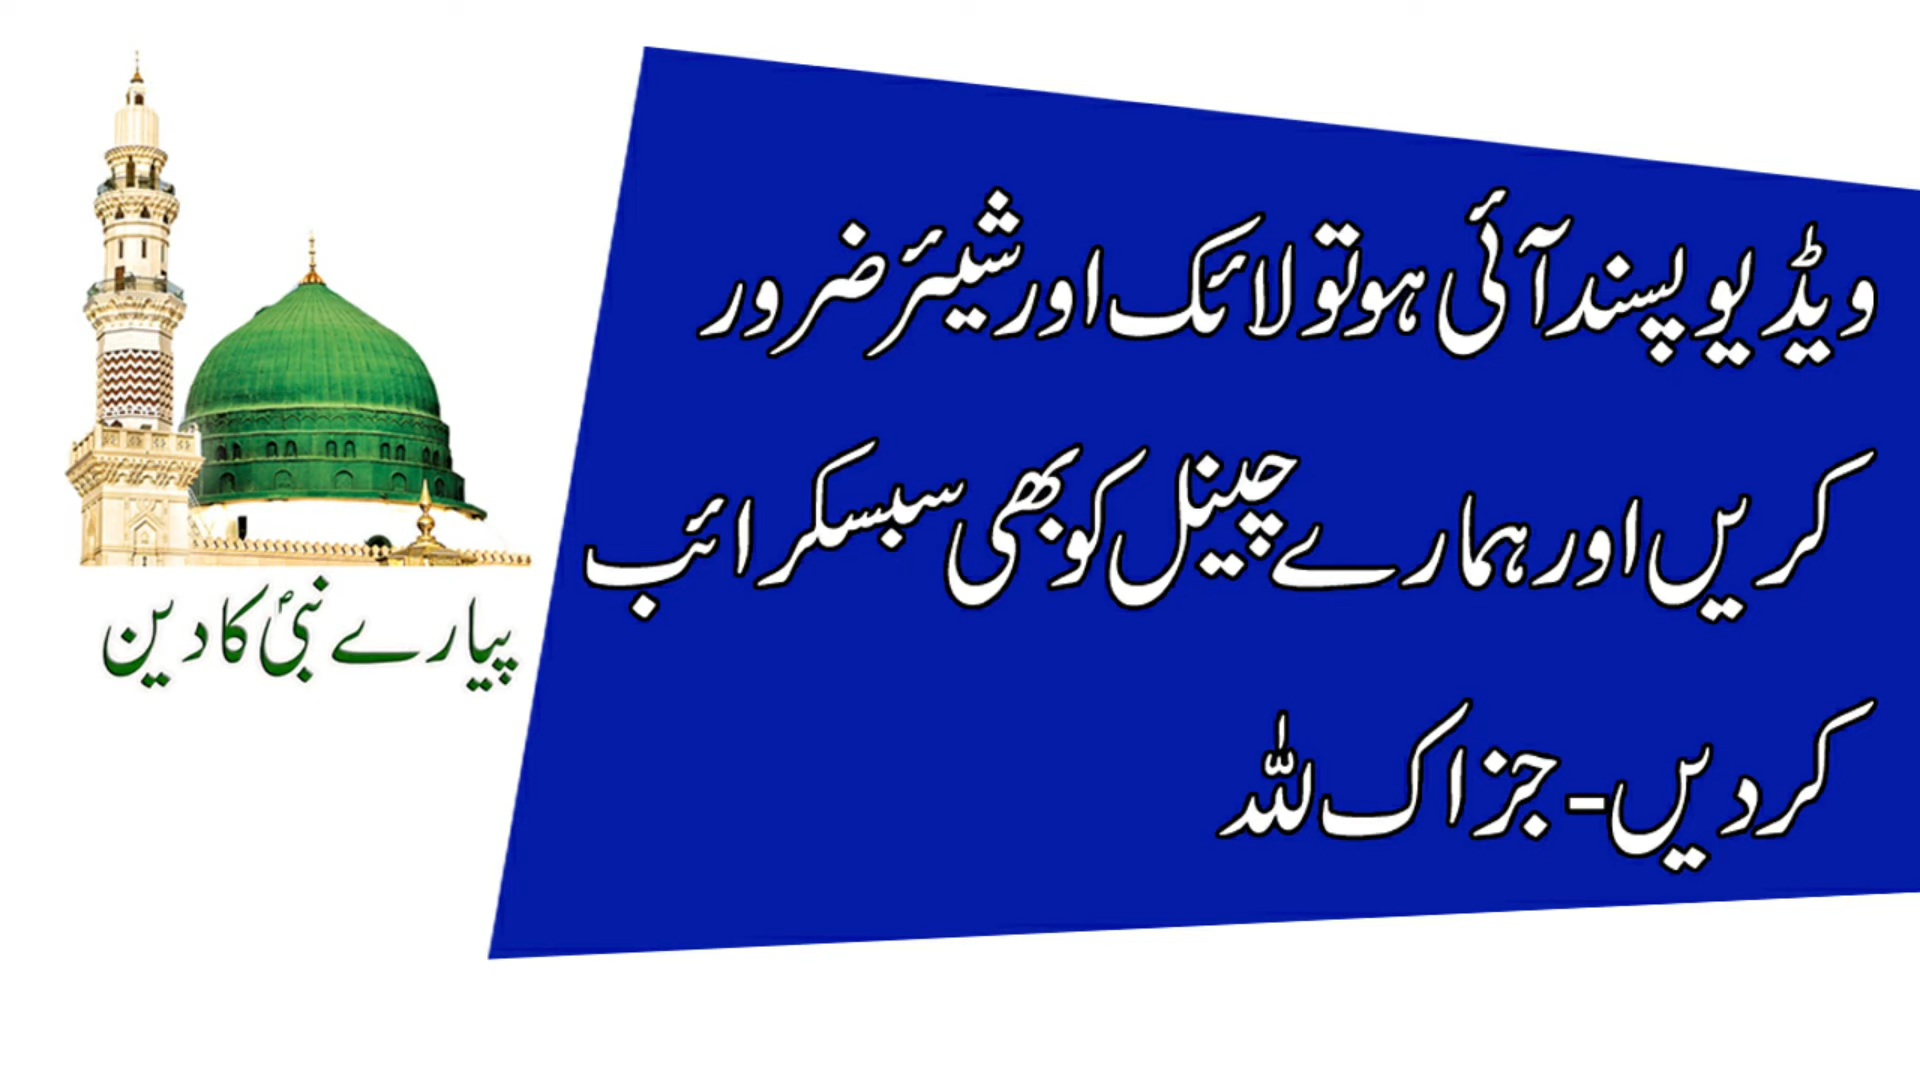 ویڈیو پسند آئی ہو تو لائک اور شیئر ضرور
کریں اور ہمارے چینل کو بھی سبسکرائب
کردیں - جزاک للہ
پیارے نبیؐ کا دین